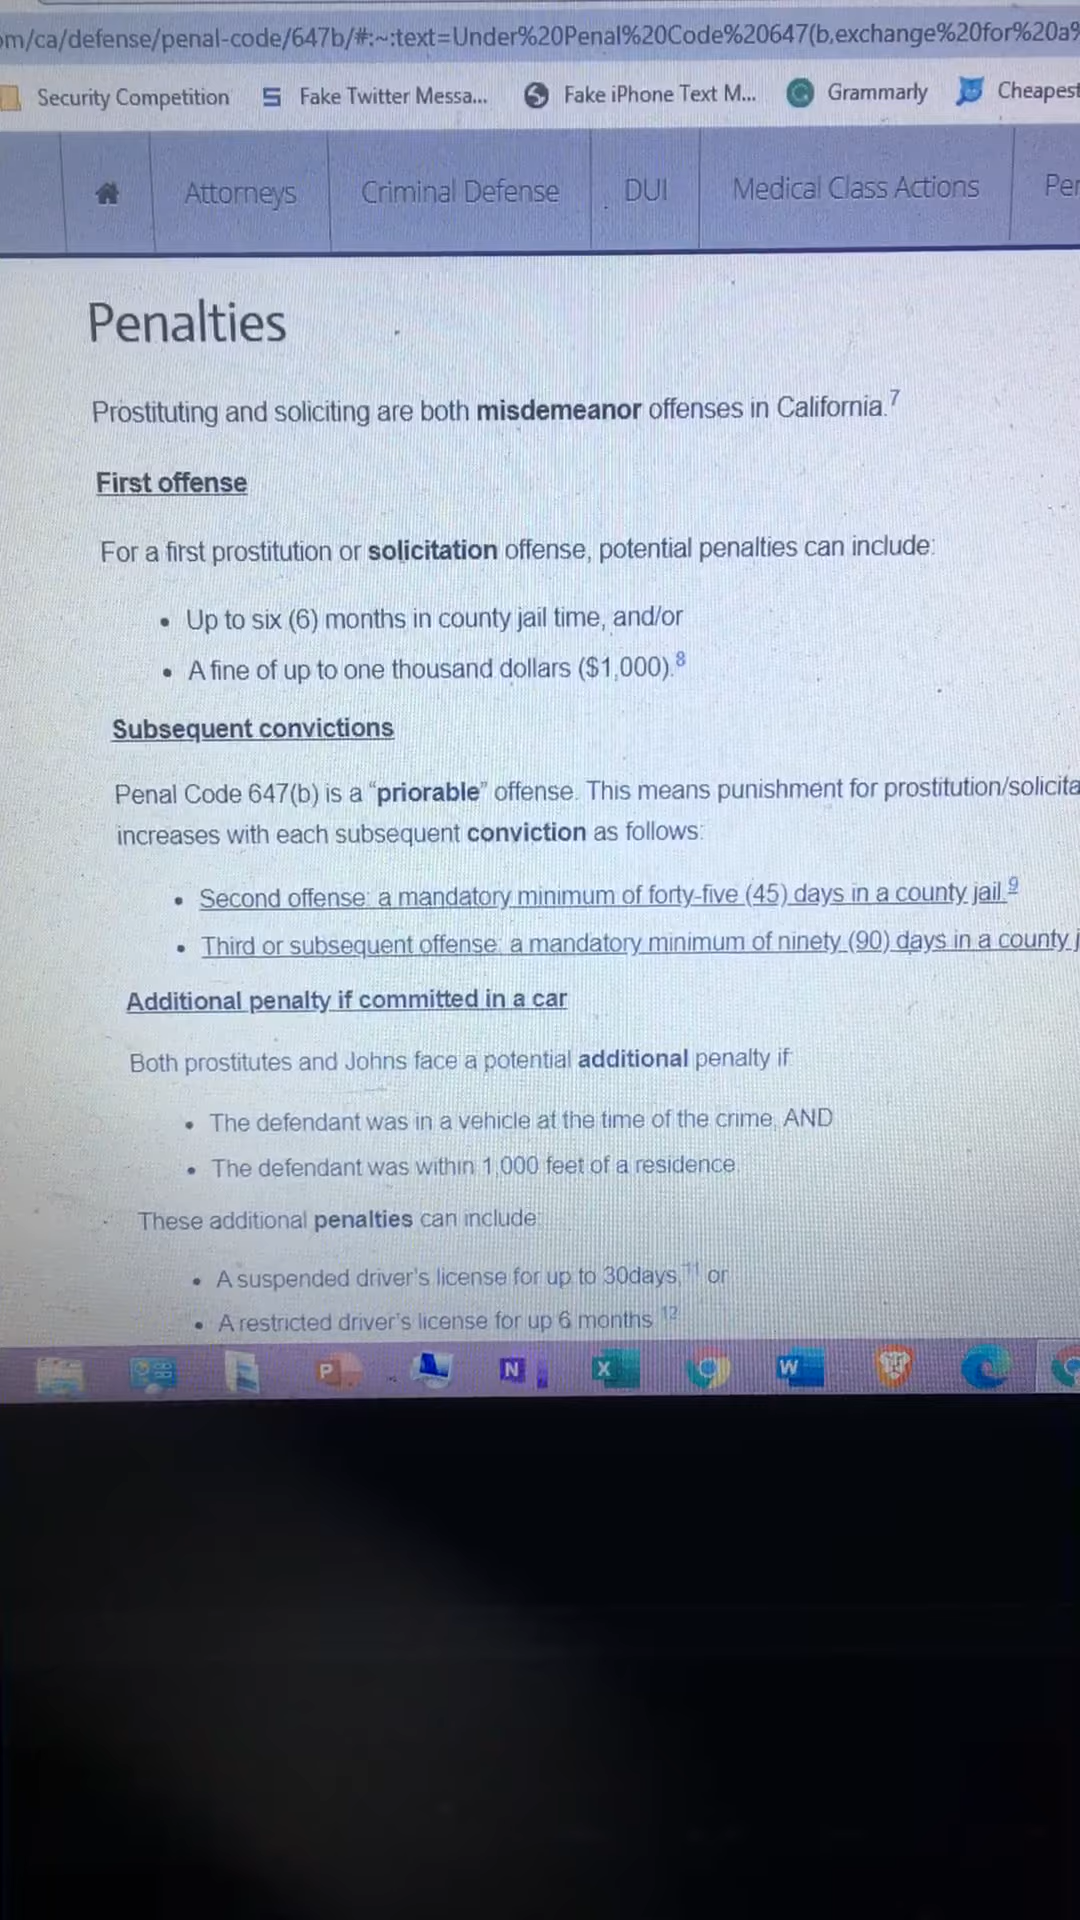 om/ca/defense/penal-code/647b/#:~:text=Under%20Penal%20Code%20647(b,exchange%20for%20a%
Security Competition Fake Twitter Messa... Fake iPhone Text M... Grammarly Cheapest
Attorneys Criminal Defense DUI Medical Class Actions Per
Penalties
Prostituting and soliciting are both misdemeanor offenses in California.7
First offense
For a first prostitution or solicitation offense, potential penalties can include:
• Up to six (6) months in county jail time, and/or
• A fine of up to one thousand dollars ($1,000).8
Subsequent convictions
Penal Code 647(b) is a "priorable" offense. This means punishment for prostitution/solicita
increases with each subsequent conviction as follows:
• Second offense: a mandatory minimum of forty-five (45) days in a county jail.9
• Third or subsequent offense: a mandatory minimum of ninety (90) days in a county j
Additional penalty if committed in a car
Both prostitutes and Johns face a potential additional penalty if:
• The defendant was in a vehicle at the time of the crime, AND
• The defendant was within 1,000 feet of a residence.
These additional penalties can include:
• A suspended driver's license for up to 30days,11 or
• A restricted driver's license for up 6 months.12
P N X W